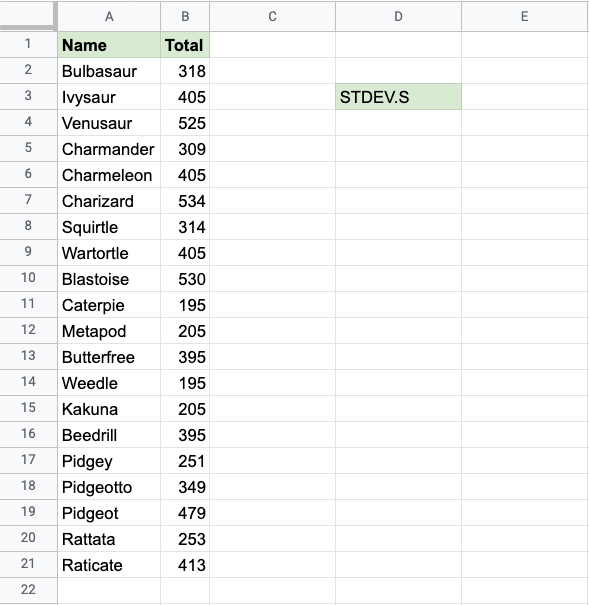 A B C D E
1 Name Total
2 Bulbasaur 318
3 Ivysaur 405 STDEV.S
4 Venusaur 525
5 Charmander 309
6 Charmeleon 405
7 Charizard 534
8 Squirtle 314
9 Wartortle 405
10 Blastoise 530
11 Caterpie 195
12 Metapod 205
13 Butterfree 395
14 Weedle 195
15 Kakuna 205
16 Beedrill 395
17 Pidgey 251
18 Pidgeotto 349
19 Pidgeot 479
20 Rattata 253
21 Raticate 413
22